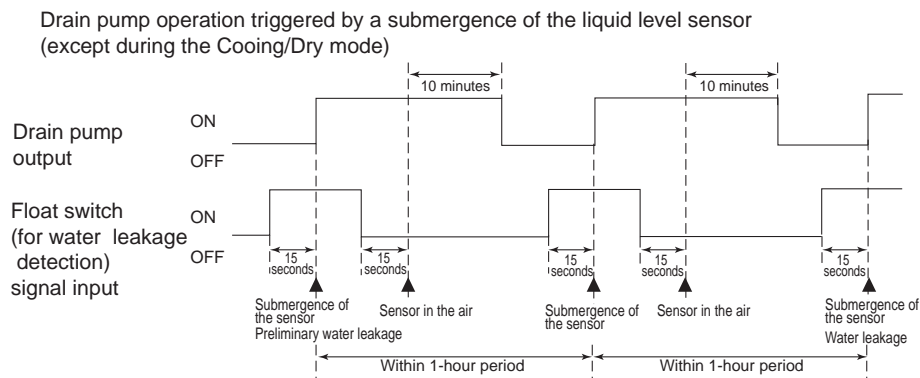 Drain pump operation triggered by a submergence of the liquid level sensor
(except during the Cooing/Dry mode)
10 minutes
10 minutes
Drain pump
output
ON
OFF
Float switch
(for water leakage
detection)
signal input
ON
OFF
15
seconds
15
seconds
15
seconds
15
seconds
15
seconds
Submergence of
the sensor
Preliminary water leakage
Sensor in the air
Submergence of
the sensor
Sensor in the air
Submergence of
the sensor
Water leakage
Within 1-hour period
Within 1-hour period